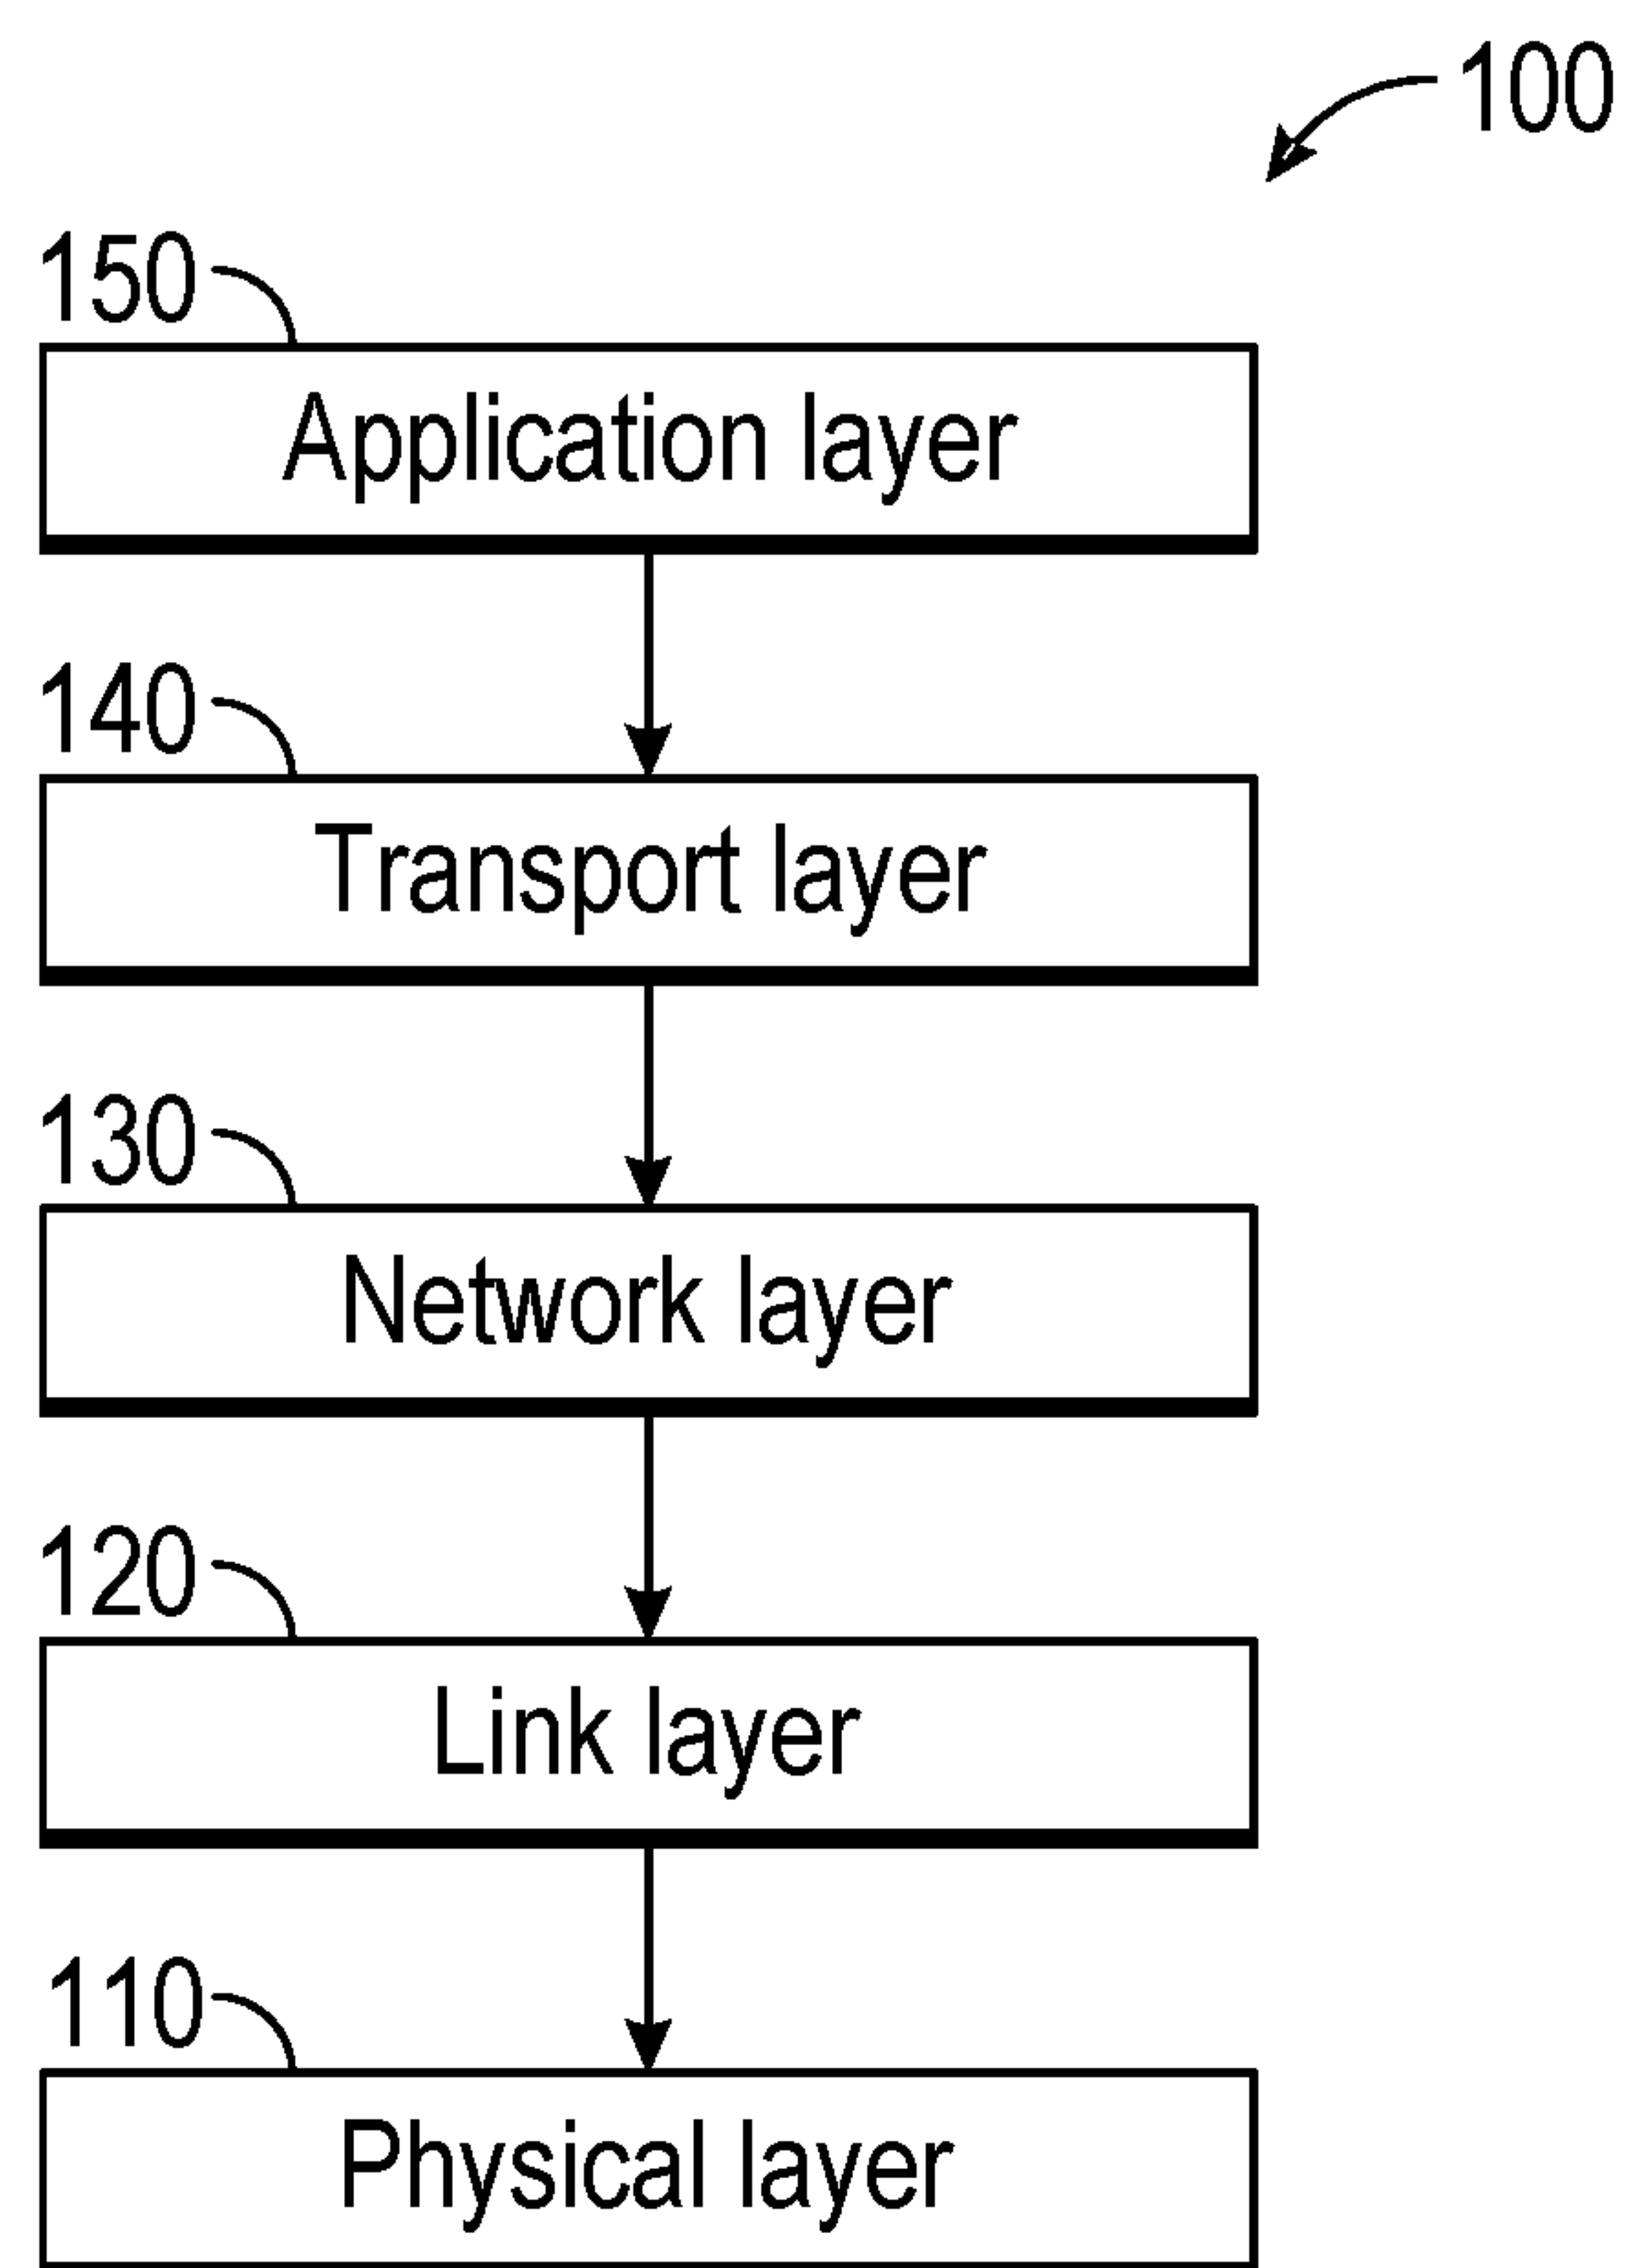 100
150
Application layer
140
Transport layer
130
Network layer
120
Link layer
110
Physical layer